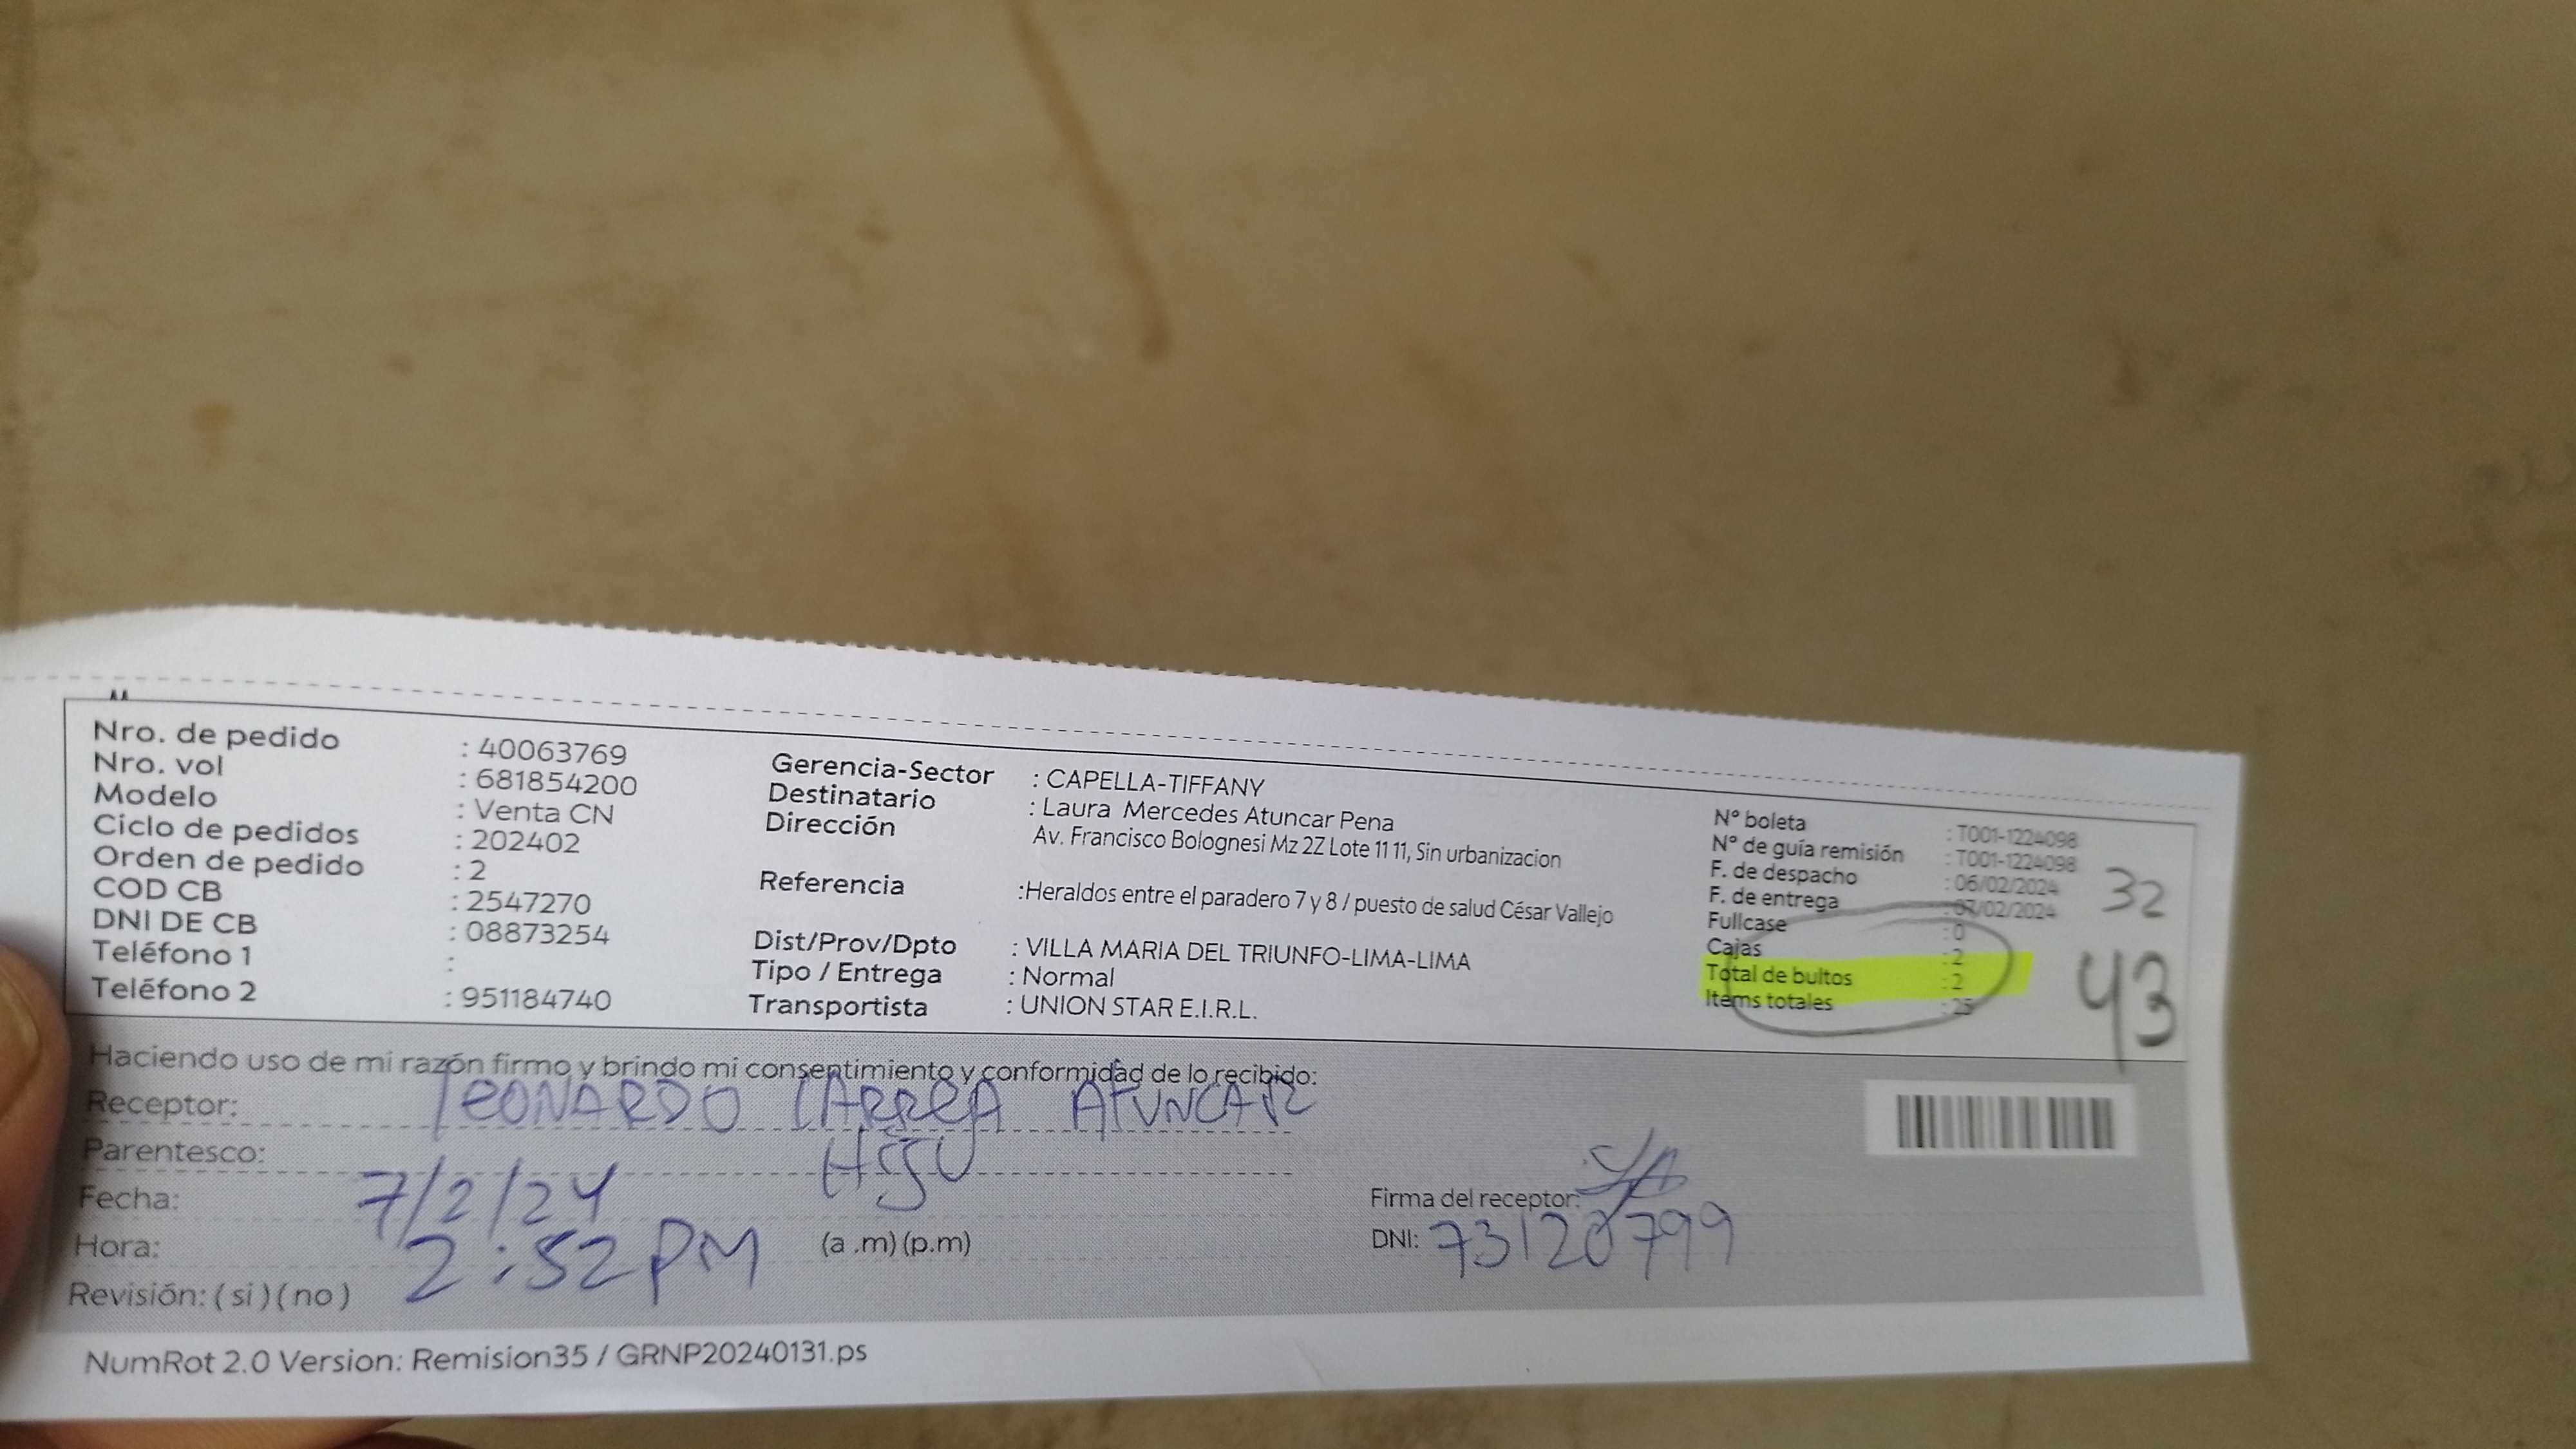 Nro. de pedido : 40063769
Nro. vol : 681854200
Modelo : Venta CN
Ciclo de pedidos : 202402
Orden de pedido : 2
COD CB : 2547270
DNI DE CB : 08873254
Teléfono 1 :
Teléfono 2 : 951184740
Gerencia-Sector : CAPELLA-TIFFANY
Destinatario : Laura Mercedes Atuncar Pena
Dirección Av. Francisco Bolognesi Mz 2Z Lote 11 11, Sin urbanizacion
Referencia :Heraldos entre el paradero 7 y 8 / puesto de salud César Vallejo
Dist/Prov/Dpto : VILLA MARIA DEL TRIUNFO-LIMA-LIMA
Tipo / Entrega : Normal
Transportista : UNION STAR E.I.R.L.
N° boleta : T001-1224098
N° de guía remisión : T001-1224098
F. de despacho : 06/02/2024
F. de entrega : 07/02/2024
Fullcase : 0
Cajas : 2
Total de bultos : 2
Items totales : 25
32
43
Haciendo uso de mi razón firmo y brindo mi consentimiento y conformidad de lo recibido:
Receptor: LEONARDO LARREA ATUNCAR
Parentesco: HIJO
Fecha: 7/2/24
Hora: 2:52 PM (a .m) (p.m)
Revisión: ( si ) ( no )
Firma del receptor:
DNI: 73120799
NumRot 2.0 Version: Remision35 / GRNP20240131.ps